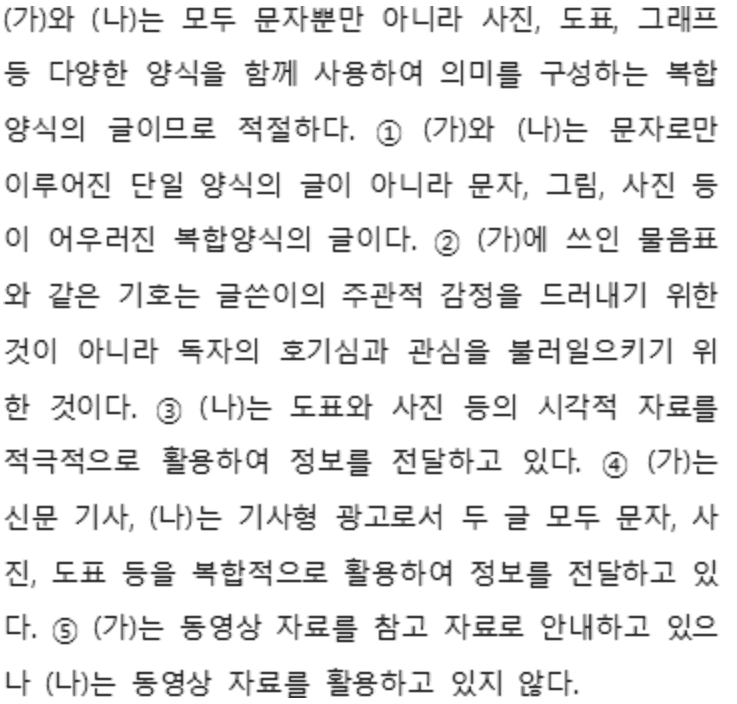 (가)와 (나)는 모두 문자뿐만 아니라 사진, 도표, 그래프
등 다양한 양식을 함께 사용하여 의미를 구성하는 복합
양식의 글이므로 적절하다. ① (가)와 (나)는 문자로만
이루어진 단일 양식의 글이 아니라 문자, 그림, 사진 등
이 어우러진 복합양식의 글이다. ② (가)에 쓰인 물음표
와 같은 기호는 글쓴이의 주관적 감정을 드러내기 위한
것이 아니라 독자의 호기심과 관심을 불러일으키기 위
한 것이다. ③ (나)는 도표와 사진 등의 시각적 자료를
적극적으로 활용하여 정보를 전달하고 있다. ④ (가)는
신문 기사, (나)는 기사형 광고로서 두 글 모두 문자, 사
진, 도표 등을 복합적으로 활용하여 정보를 전달하고 있
다. ⑤ (가)는 동영상 자료를 참고 자료로 안내하고 있으
나 (나)는 동영상 자료를 활용하고 있지 않다.